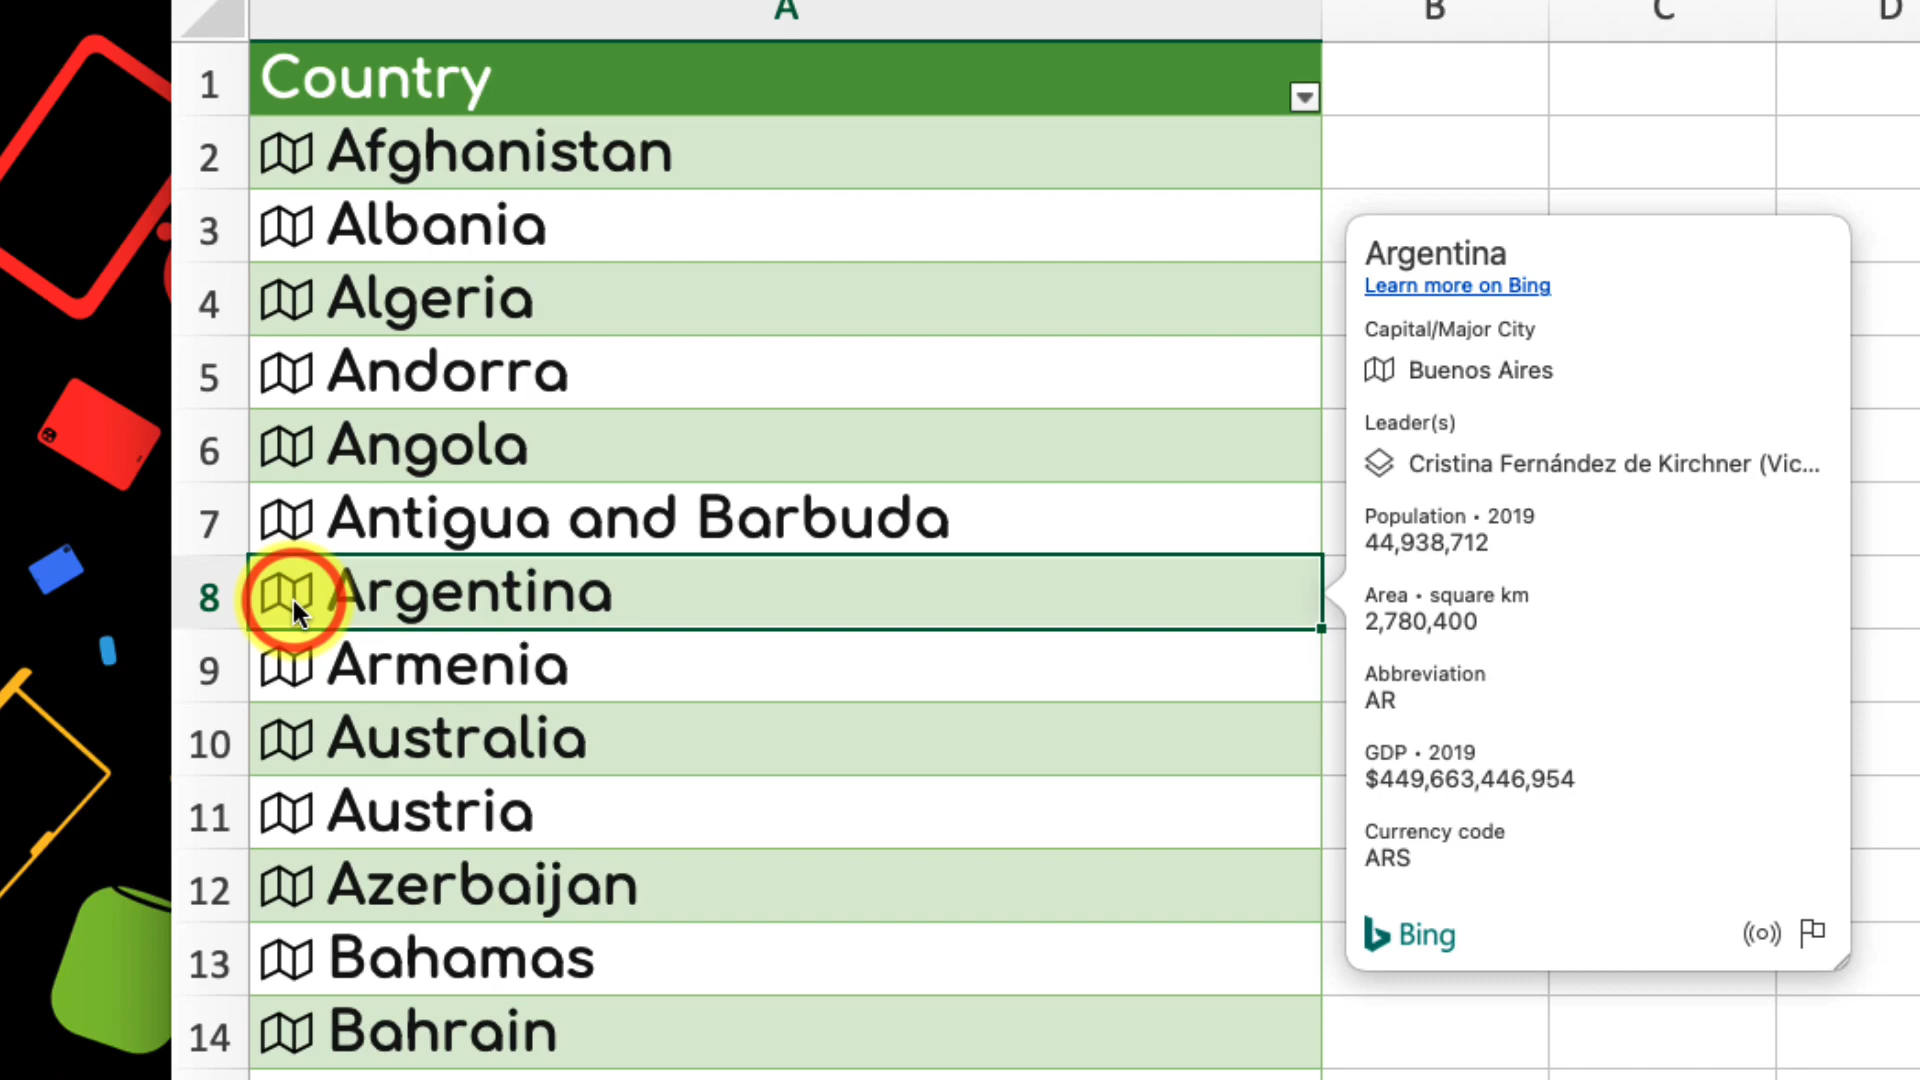 A B C D
1 Country
2 Afghanistan
3 Albania
4 Algeria
5 Andorra
6 Angola
7 Antigua and Barbuda
8 Argentina
9 Armenia
10 Australia
11 Austria
12 Azerbaijan
13 Bahamas
14 Bahrain
Argentina
Learn more on Bing
Capital/Major City
Buenos Aires
Leader(s)
Cristina Fernández de Kirchner (Vic...
Population • 2019
44,938,712
Area • square km
2,780,400
Abbreviation
AR
GDP • 2019
$449,663,446,954
Currency code
ARS
Bing